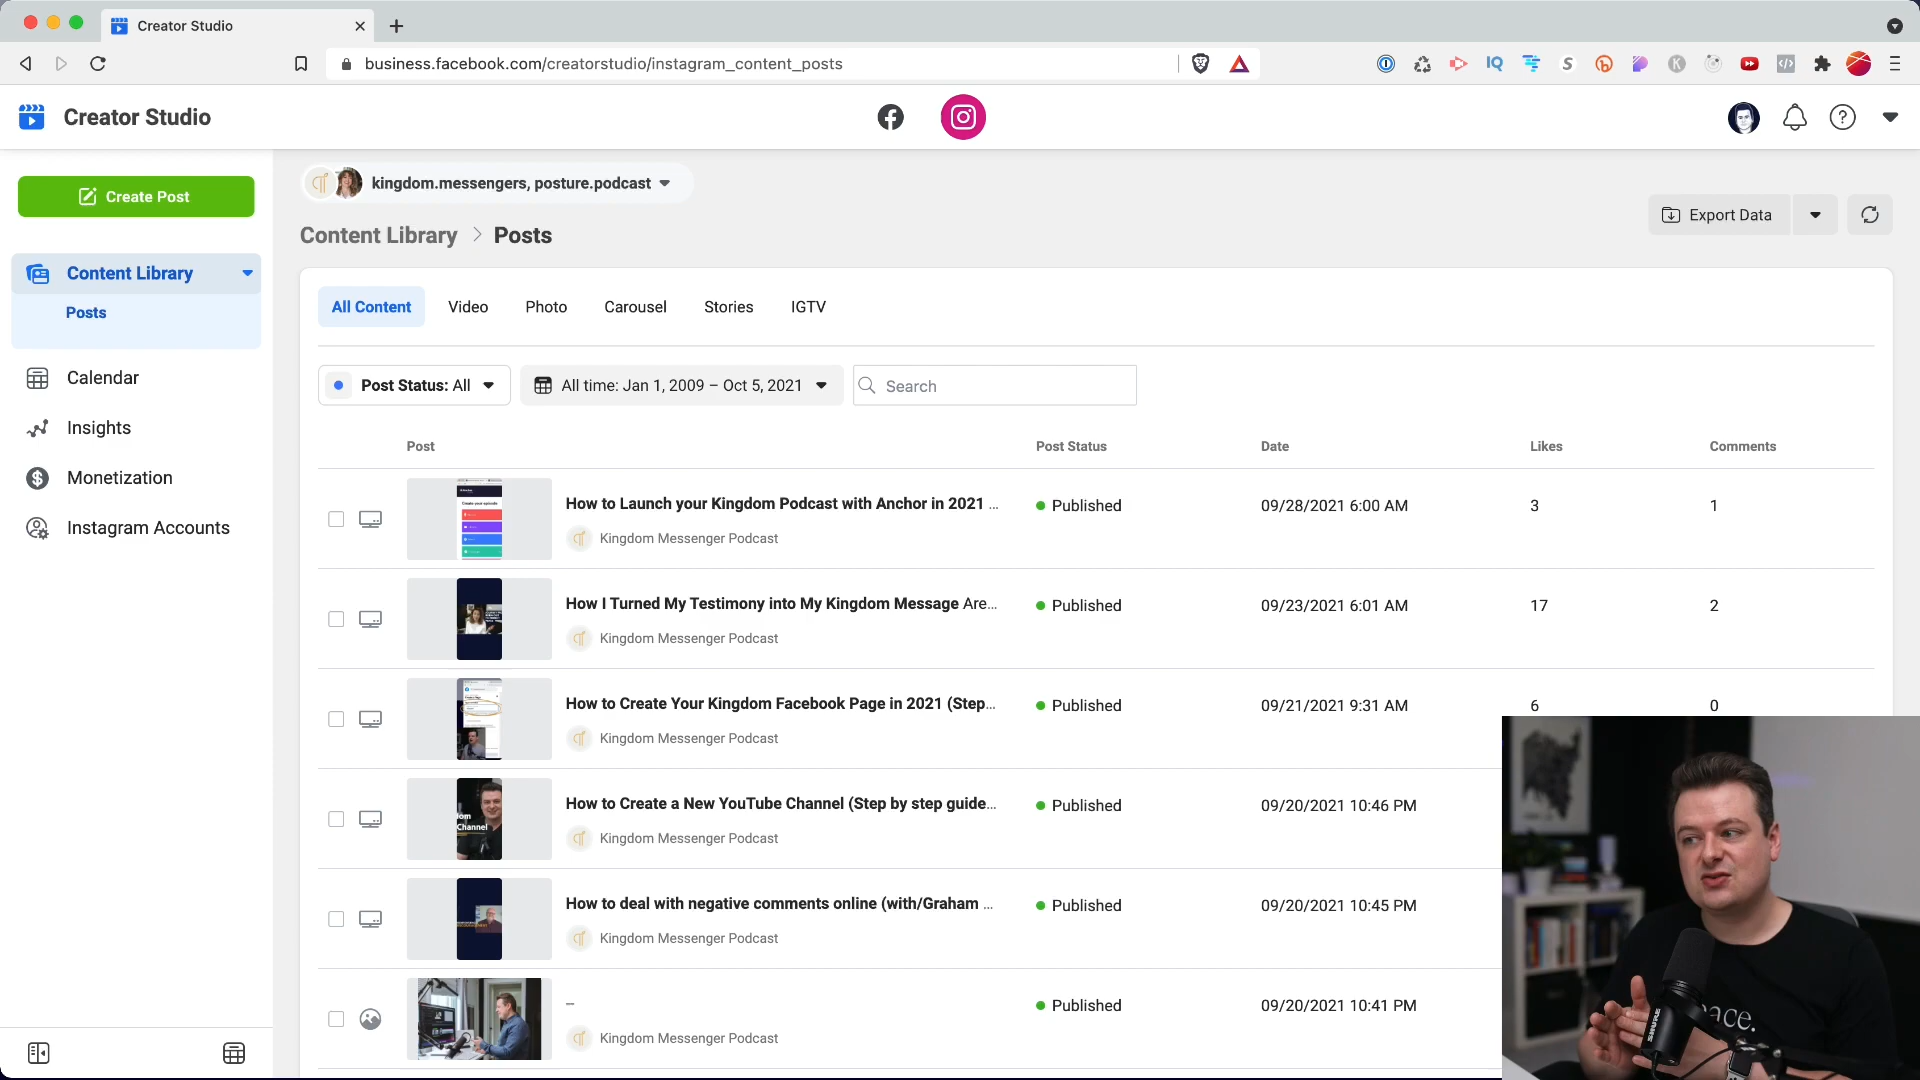 Creator Studio
business.facebook.com/creatorstudio/instagram_content_posts
Creator Studio
Create Post
kingdom.messengers, posture.podcast
Export Data
Content Library > Posts
Content Library
Posts
Calendar
Insights
Monetization
Instagram Accounts
All Content Video Photo Carousel Stories IGTV
Post Status: All All time: Jan 1, 2009 – Oct 5, 2021 Search
Post Post Status Date Likes Comments
How to Launch your Kingdom Podcast with Anchor in 2021 ... Published 09/28/2021 6:00 AM 3 1
Kingdom Messenger Podcast
How I Turned My Testimony into My Kingdom Message Are... Published 09/23/2021 6:01 AM 17 2
Kingdom Messenger Podcast
How to Create Your Kingdom Facebook Page in 2021 (Step... Published 09/21/2021 9:31 AM 6 0
Kingdom Messenger Podcast
How to Create a New YouTube Channel (Step by step guide... Published 09/20/2021 10:46 PM
Kingdom Messenger Podcast
How to deal with negative comments online (with/Graham ... Published 09/20/2021 10:45 PM
Kingdom Messenger Podcast
– Published 09/20/2021 10:41 PM
Kingdom Messenger Podcast
Channel
SHURE